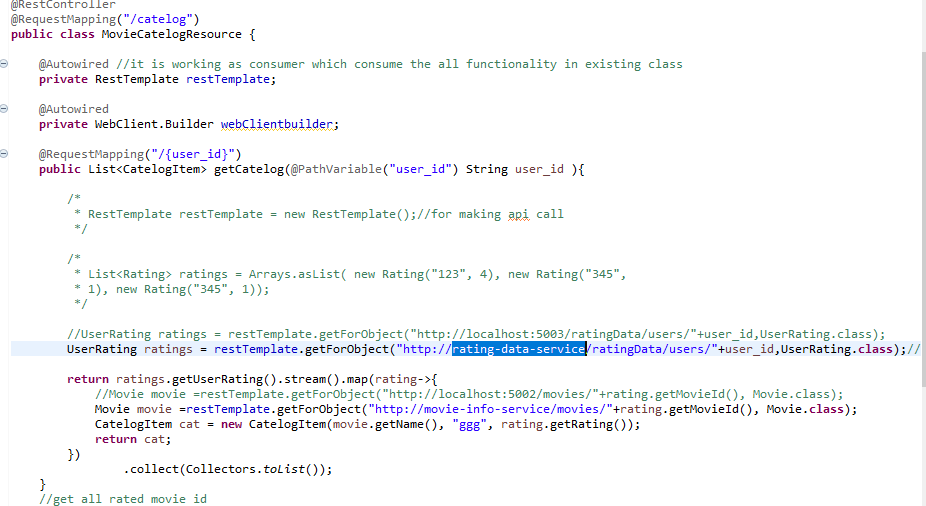 @RestController
@RequestMapping("/catelog")
public class MovieCatelogResource {
@Autowired //it is working as consumer which consume the all functionality in existing class
private RestTemplate restTemplate;
@Autowired
private WebClient.Builder webClientbuilder;
@RequestMapping("/{user_id}")
public List<CatelogItem> getCatelog(@PathVariable("user_id") String user_id ){
/*
* RestTemplate restTemplate = new RestTemplate();//for making api call
*/
/*
* List<Rating> ratings = Arrays.asList( new Rating("123", 4), new Rating("345",
* 1), new Rating("345", 1));
*/
//UserRating ratings = restTemplate.getForObject("http://localhost:5003/ratingData/users/"+user_id,UserRating.class);
UserRating ratings = restTemplate.getForObject("http://rating-data-service/ratingData/users/"+user_id,UserRating.class);//
return ratings.getUserRating().stream().map(rating->{
//Movie movie =restTemplate.getForObject("http://localhost:5002/movies/"+rating.getMovieId(), Movie.class);
Movie movie =restTemplate.getForObject("http://movie-info-service/movies/"+rating.getMovieId(), Movie.class);
CatelogItem cat = new CatelogItem(movie.getName(), "ggg", rating.getRating());
return cat;
})
.collect(Collectors.toList());
}
//get all rated movie id